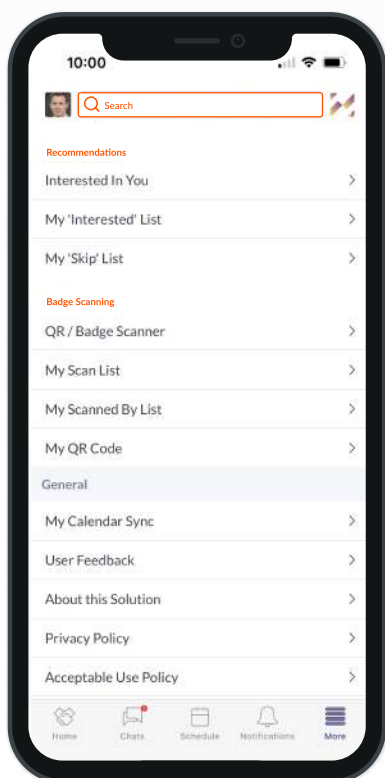 10:00
Search
Recommendations
Interested In You
My 'Interested' List
My 'Skip' List
Badge Scanning
QR / Badge Scanner
My Scan List
My Scanned By List
My QR Code
General
My Calendar Sync
User Feedback
About this Solution
Privacy Policy
Acceptable Use Policy
Home Chats Schedule Notifications More